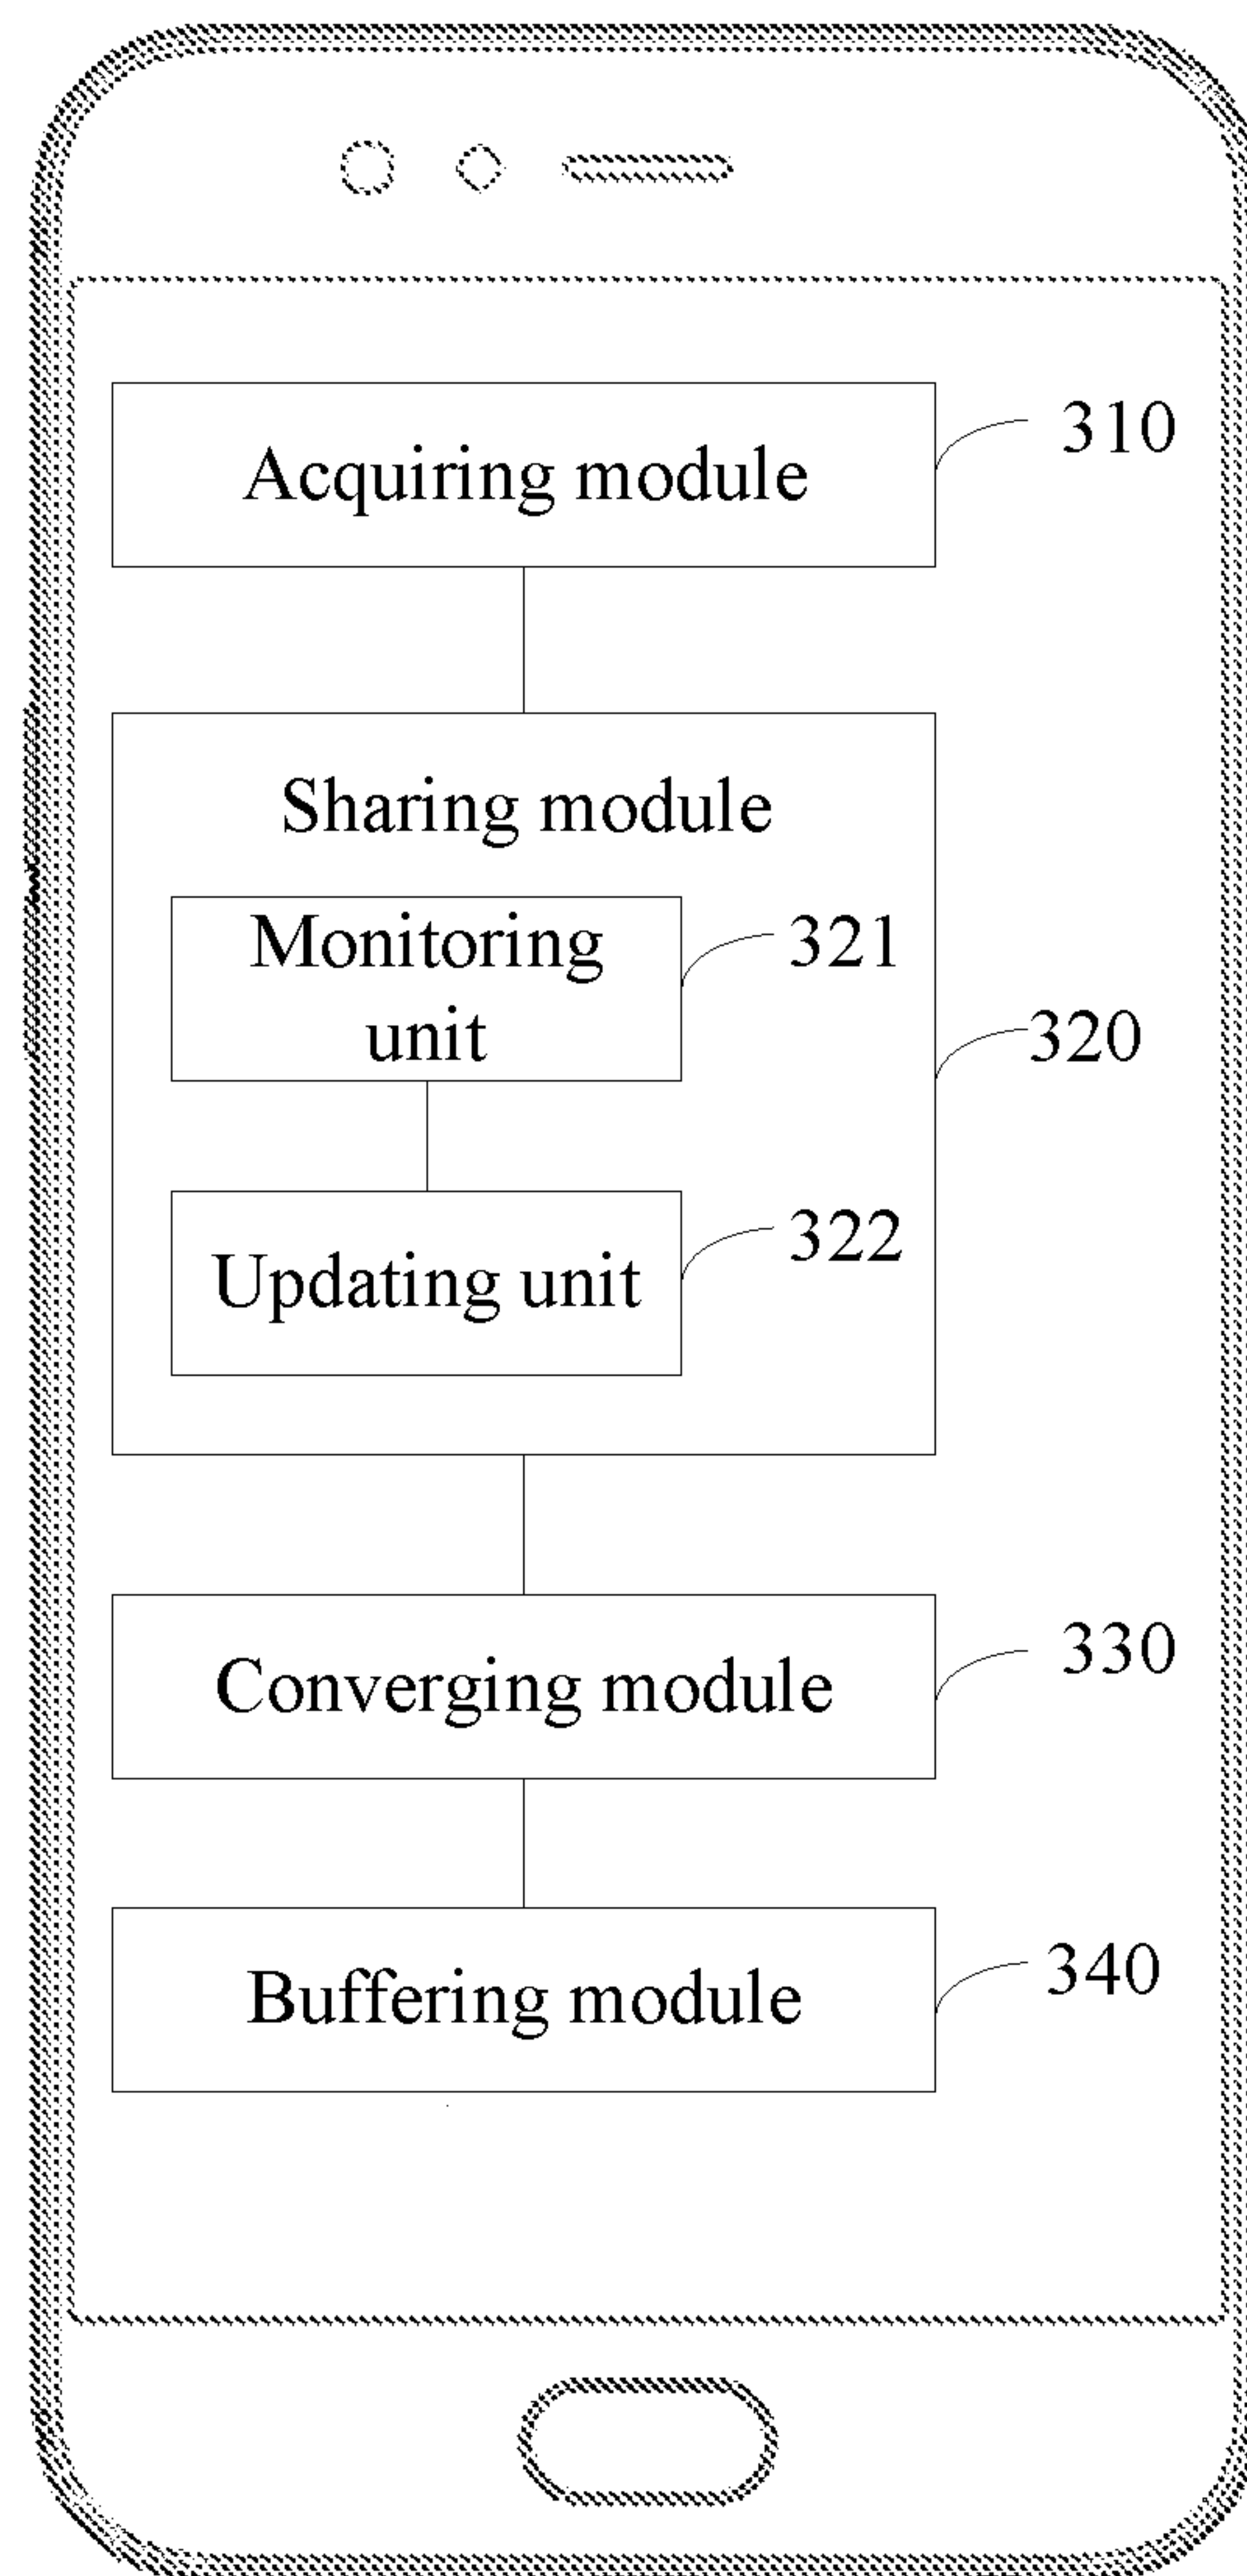 Acquiring module
310
Sharing module
Monitoring
unit
321
320
Updating unit
322
Converging module
330
Buffering module
340